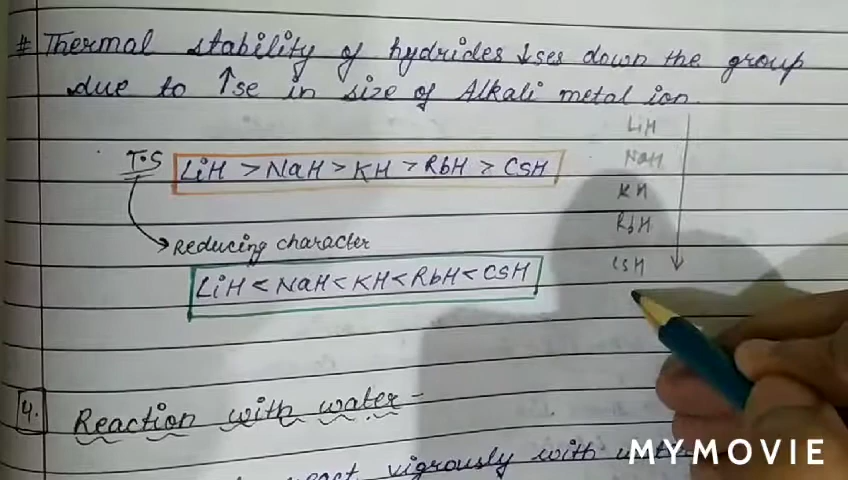 # Thermal stability of hydrides ↓ses down the group
due to ↑se in size of Alkali metal ion.
LiH
NaH
KH
RbH
CsH
T.S LiH > NaH > KH > RbH > CsH
Reducing character
LiH < NaH < KH < RbH < CsH
4. Reaction with water -
react vigrously with
MYMOVIE